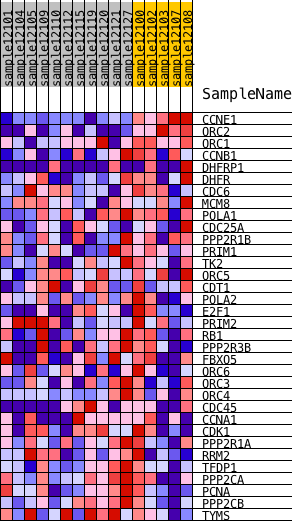 sample12101
sample12104
sample12105
sample12109
sample12110
sample12112
sample12115
sample12119
sample12120
sample12121
sample12122
sample12100
sample12102
sample12103
sample12107
sample12108
SampleName
CCNE1
ORC2
ORC1
CCNB1
DHFRP1
DHFR
CDC6
MCM8
POLA1
CDC25A
PPP2R1B
PRIM1
TK2
ORC5
CDT1
POLA2
E2F1
PRIM2
RB1
PPP2R3B
FBXO5
ORC6
ORC3
ORC4
CDC45
CCNA1
CDK1
PPP2R1A
RRM2
TFDP1
PPP2CA
PCNA
PPP2CB
TYMS